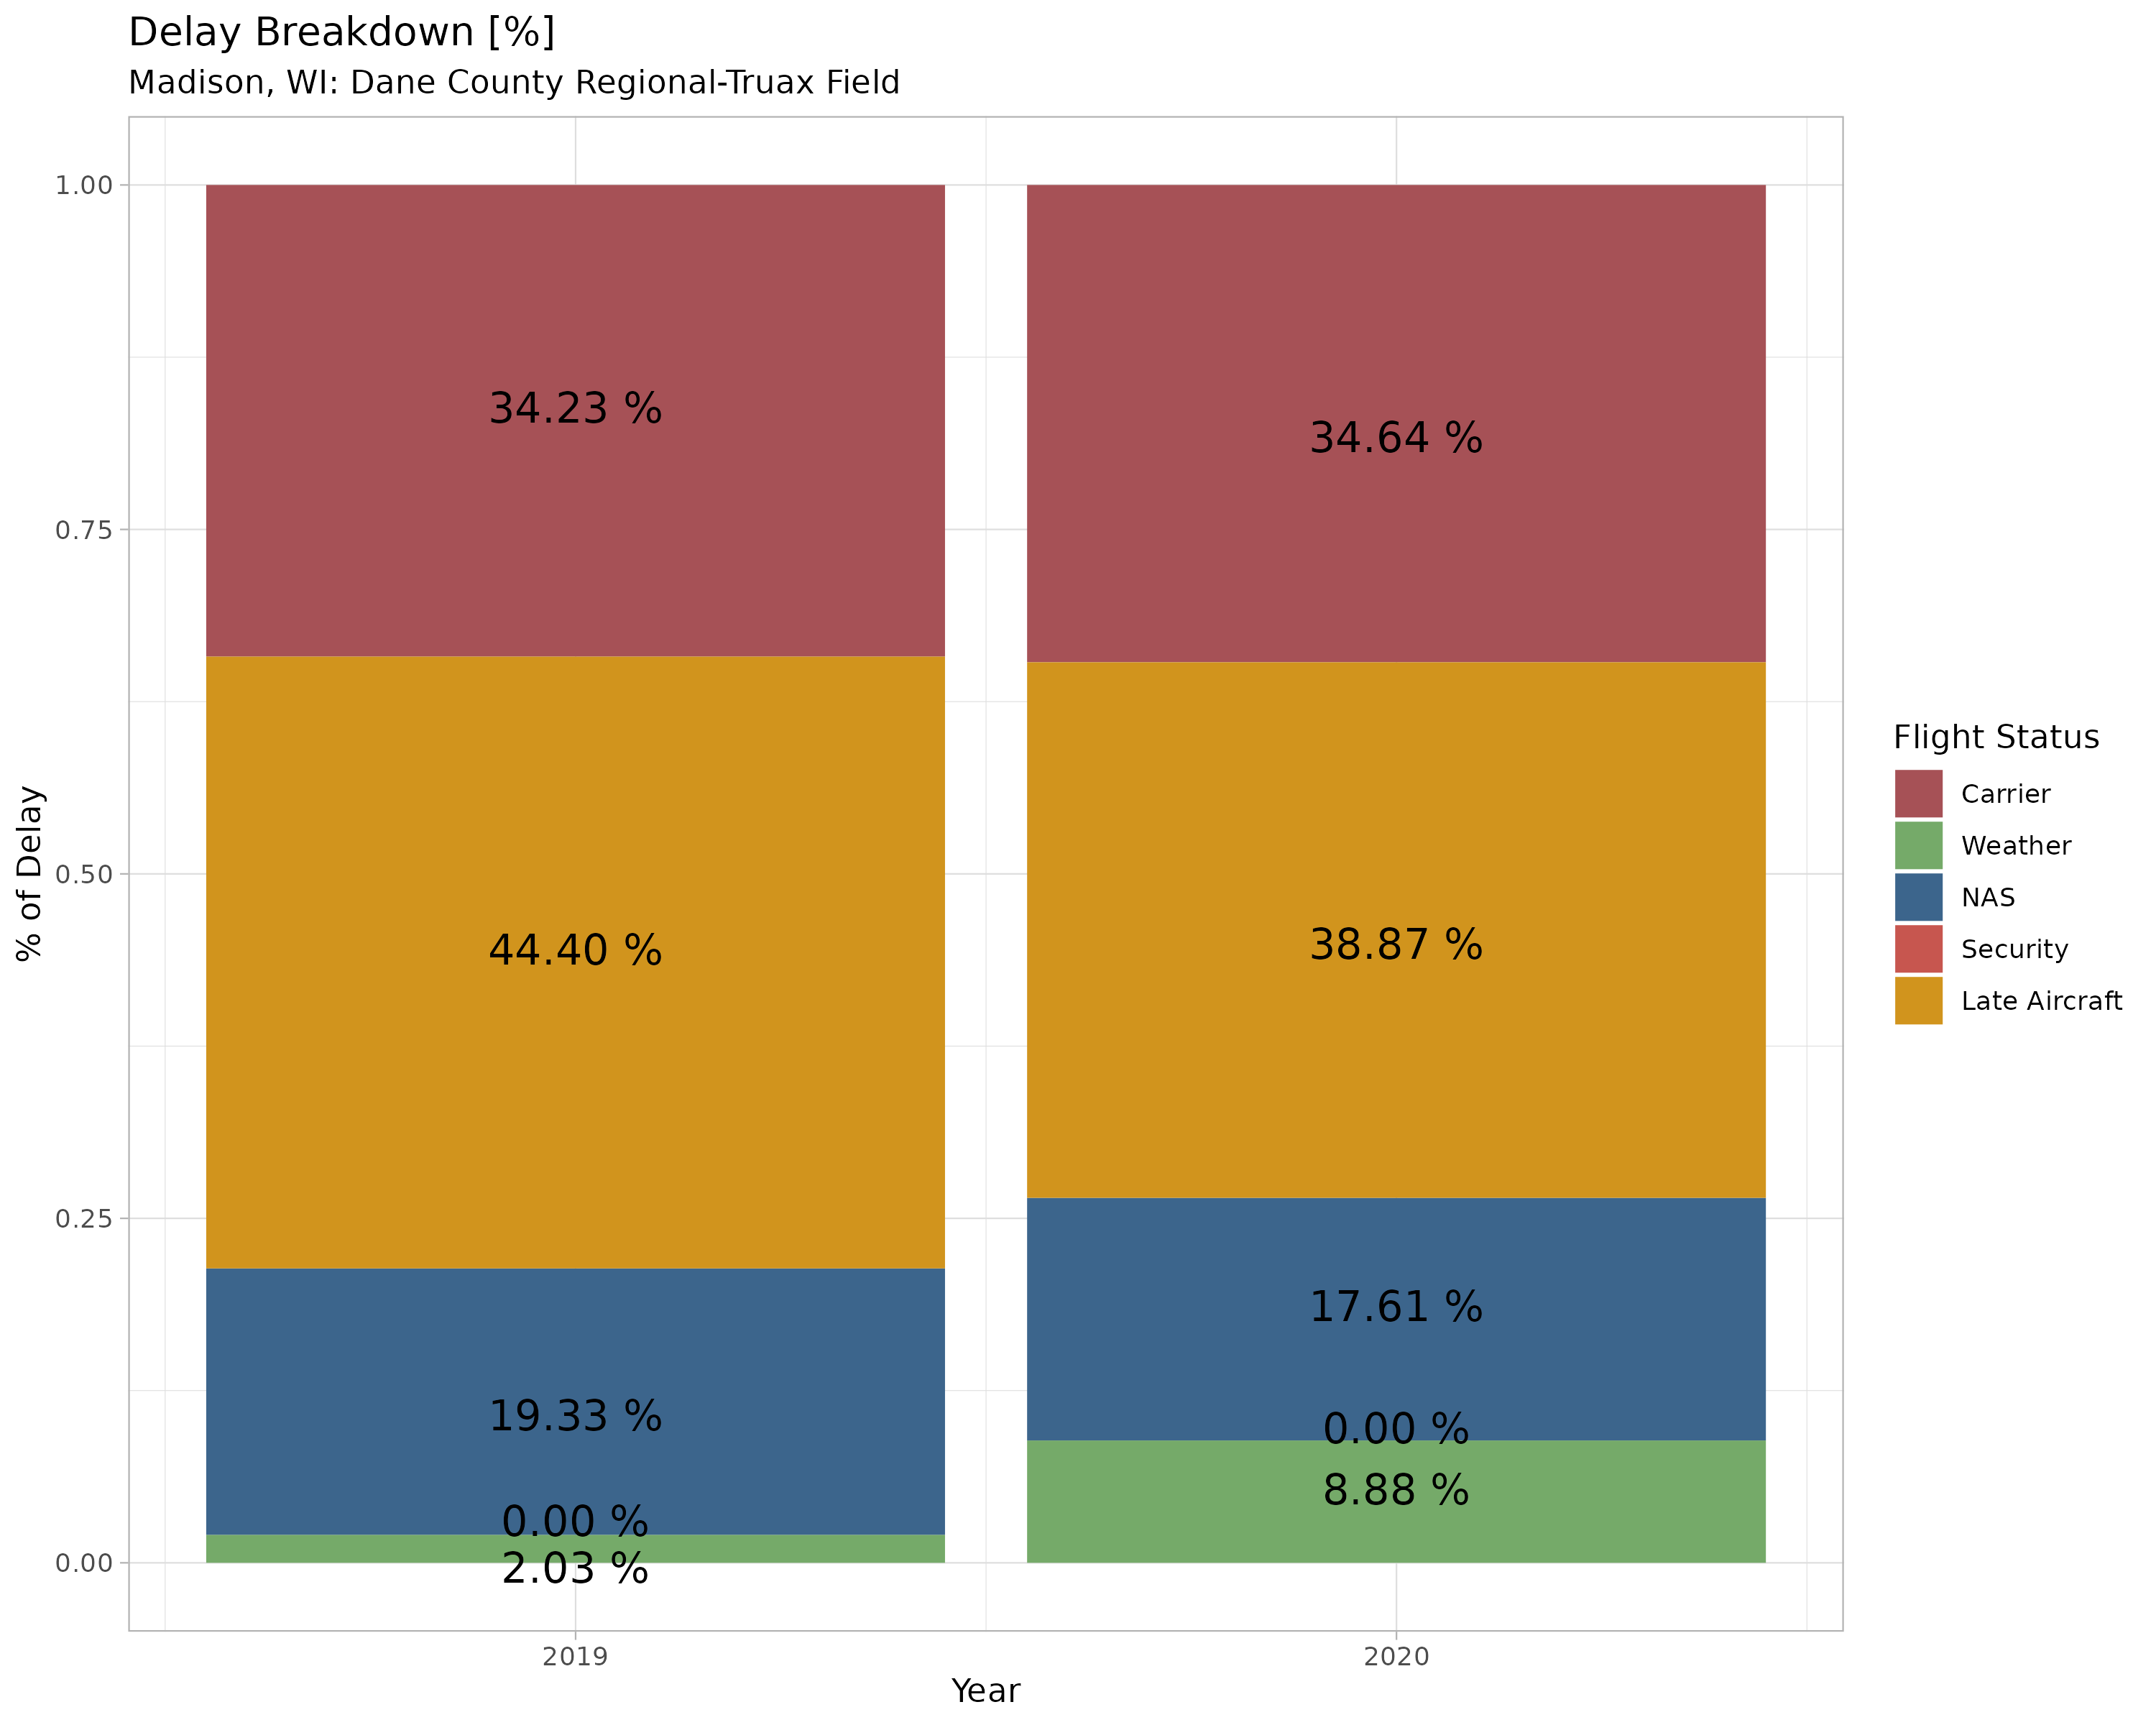 Delay Breakdown [%]
Madison, WI: Dane County Regional-Truax Field
% of Delay
1.00
0.75
0.50
0.25
0.00
34.23 %
44.40 %
19.33 %
0.00 %
2.03 %
34.64 %
38.87 %
17.61 %
0.00 %
8.88 %
2019
2020
Year
Flight Status
Carrier
Weather
NAS
Security
Late Aircraft